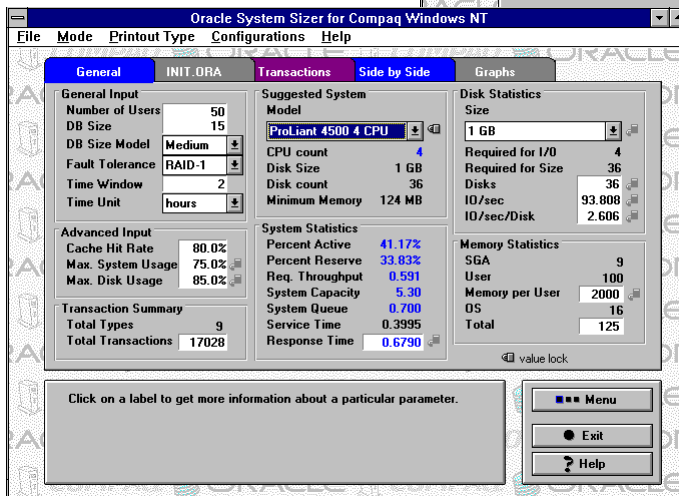 Oracle System Sizer for Compaq Windows NT
File Mode Printout Type Configurations Help
General INIT.ORA Transactions Side by Side Graphs
General Input
Number of Users 50
DB Size 15
DB Size Model Medium
Fault Tolerance RAID-1
Time Window 2
Time Unit hours
Advanced Input
Cache Hit Rate 80.0%
Max. System Usage 75.0%
Max. Disk Usage 85.0%
Transaction Summary
Total Types 9
Total Transactions 17028
Suggested System
Model
ProLiant 4500 4 CPU
CPU count 4
Disk Size 1 GB
Disk count 36
Minimum Memory 124 MB
System Statistics
Percent Active 41.17%
Percent Reserve 33.83%
Req. Throughput 0.591
System Capacity 5.30
System Queue 0.700
Service Time 0.3995
Response Time 0.6790
Disk Statistics
Size
1 GB
Required for I/O 4
Required for Size 36
Disks 36
IO/sec 93.808
IO/sec/Disk 2.606
Memory Statistics
SGA 9
User 100
Memory per User 2000
OS 16
Total 125
value lock
Click on a label to get more information about a particular parameter.
Menu
Exit
? Help